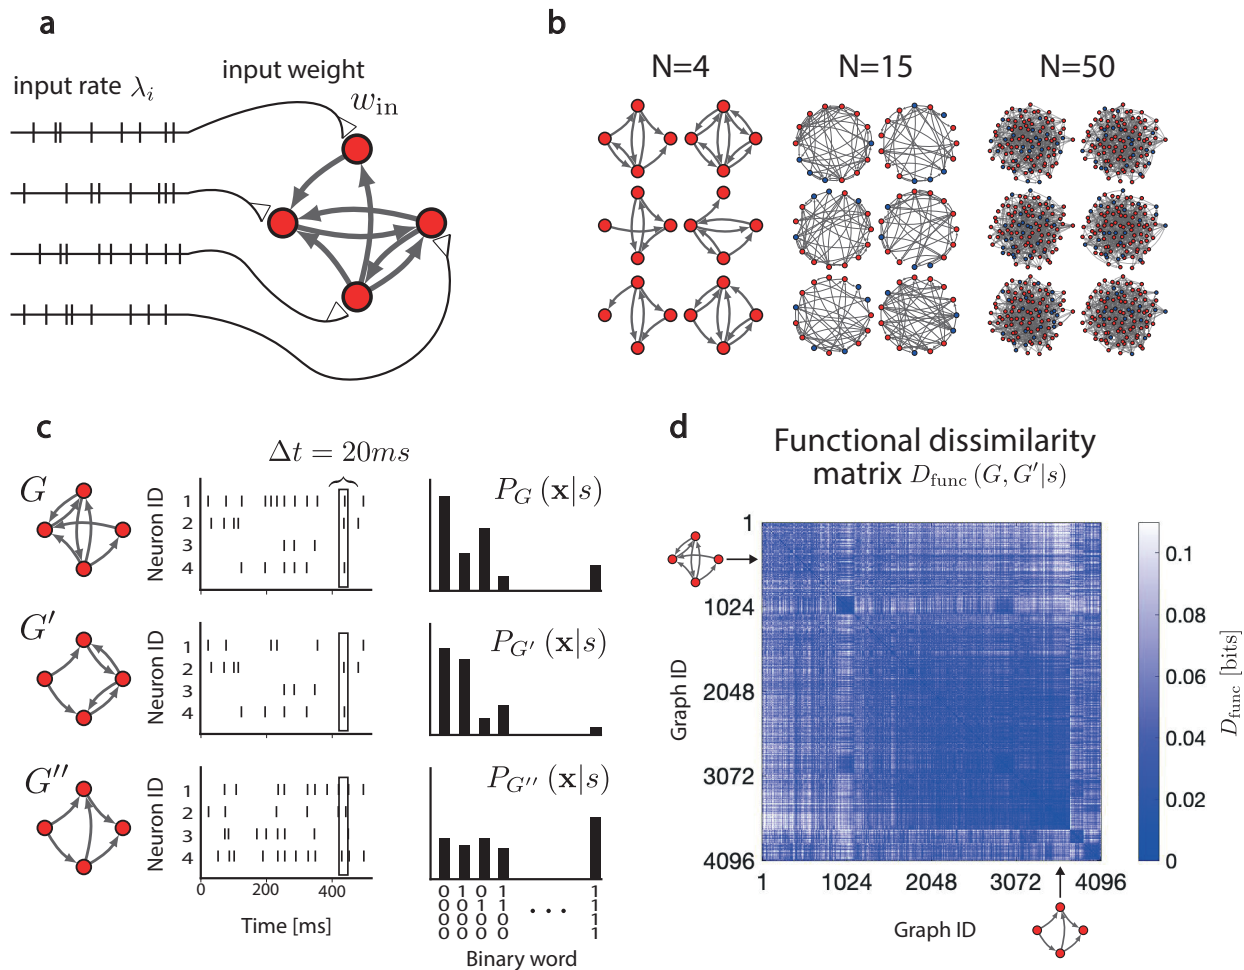 a
input rate λ_i
input weight
w_in
b
N=4
N=15
N=50
c
Δt = 20ms
G
Neuron ID
1
2
3
4
P_G (x|s)
G′
Neuron ID
1
2
3
4
P_G′ (x|s)
G″
Neuron ID
1
2
3
4
P_G″ (x|s)
0
200
400
Time [ms]
0 1 0 1 1
0 0 1 1 1
0 0 0 0 1
0 0 0 0 1
Binary word
d
Functional dissimilarity
matrix D_func (G, G′|s)
1
1024
2048
3072
4096
Graph ID
1 1024 2048 3072 4096
Graph ID
0.1
0.08
0.06
0.04
0.02
0
D_func [bits]